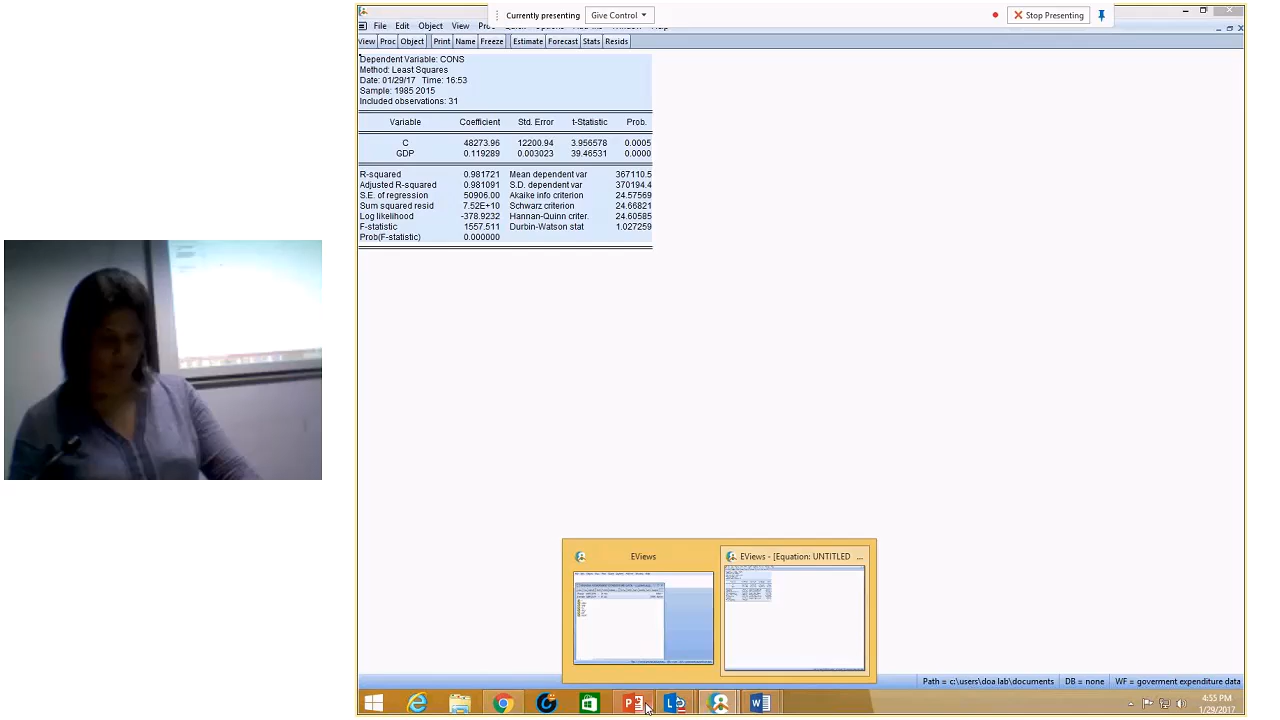 Currently presenting Give Control Stop Presenting
File Edit Object View
View Proc Object Print Name Freeze Estimate Forecast Stats Resids
Dependent Variable: CONS
Method: Least Squares
Date: 01/29/17 Time: 16:53
Sample: 1985 2015
Included observations: 31
Variable Coefficient Std. Error t-Statistic Prob.
C 48273.96 12200.94 3.956578 0.0005
GDP 0.119289 0.003023 39.46531 0.0000
R-squared 0.981721 Mean dependent var 367110.5
Adjusted R-squared 0.981091 S.D. dependent var 370194.4
S.E. of regression 50906.00 Akaike info criterion 24.57569
Sum squared resid 7.52E+10 Schwarz criterion 24.66821
Log likelihood -378.9232 Hannan-Quinn criter. 24.60585
F-statistic 1557.511 Durbin-Watson stat 1.027259
Prob(F-statistic) 0.000000
EViews EViews - [Equation: UNTITLED ...
Path = c:\users\doa lab\documents DB = none WF = goverment expenditure data
4:55 PM
1/29/2017